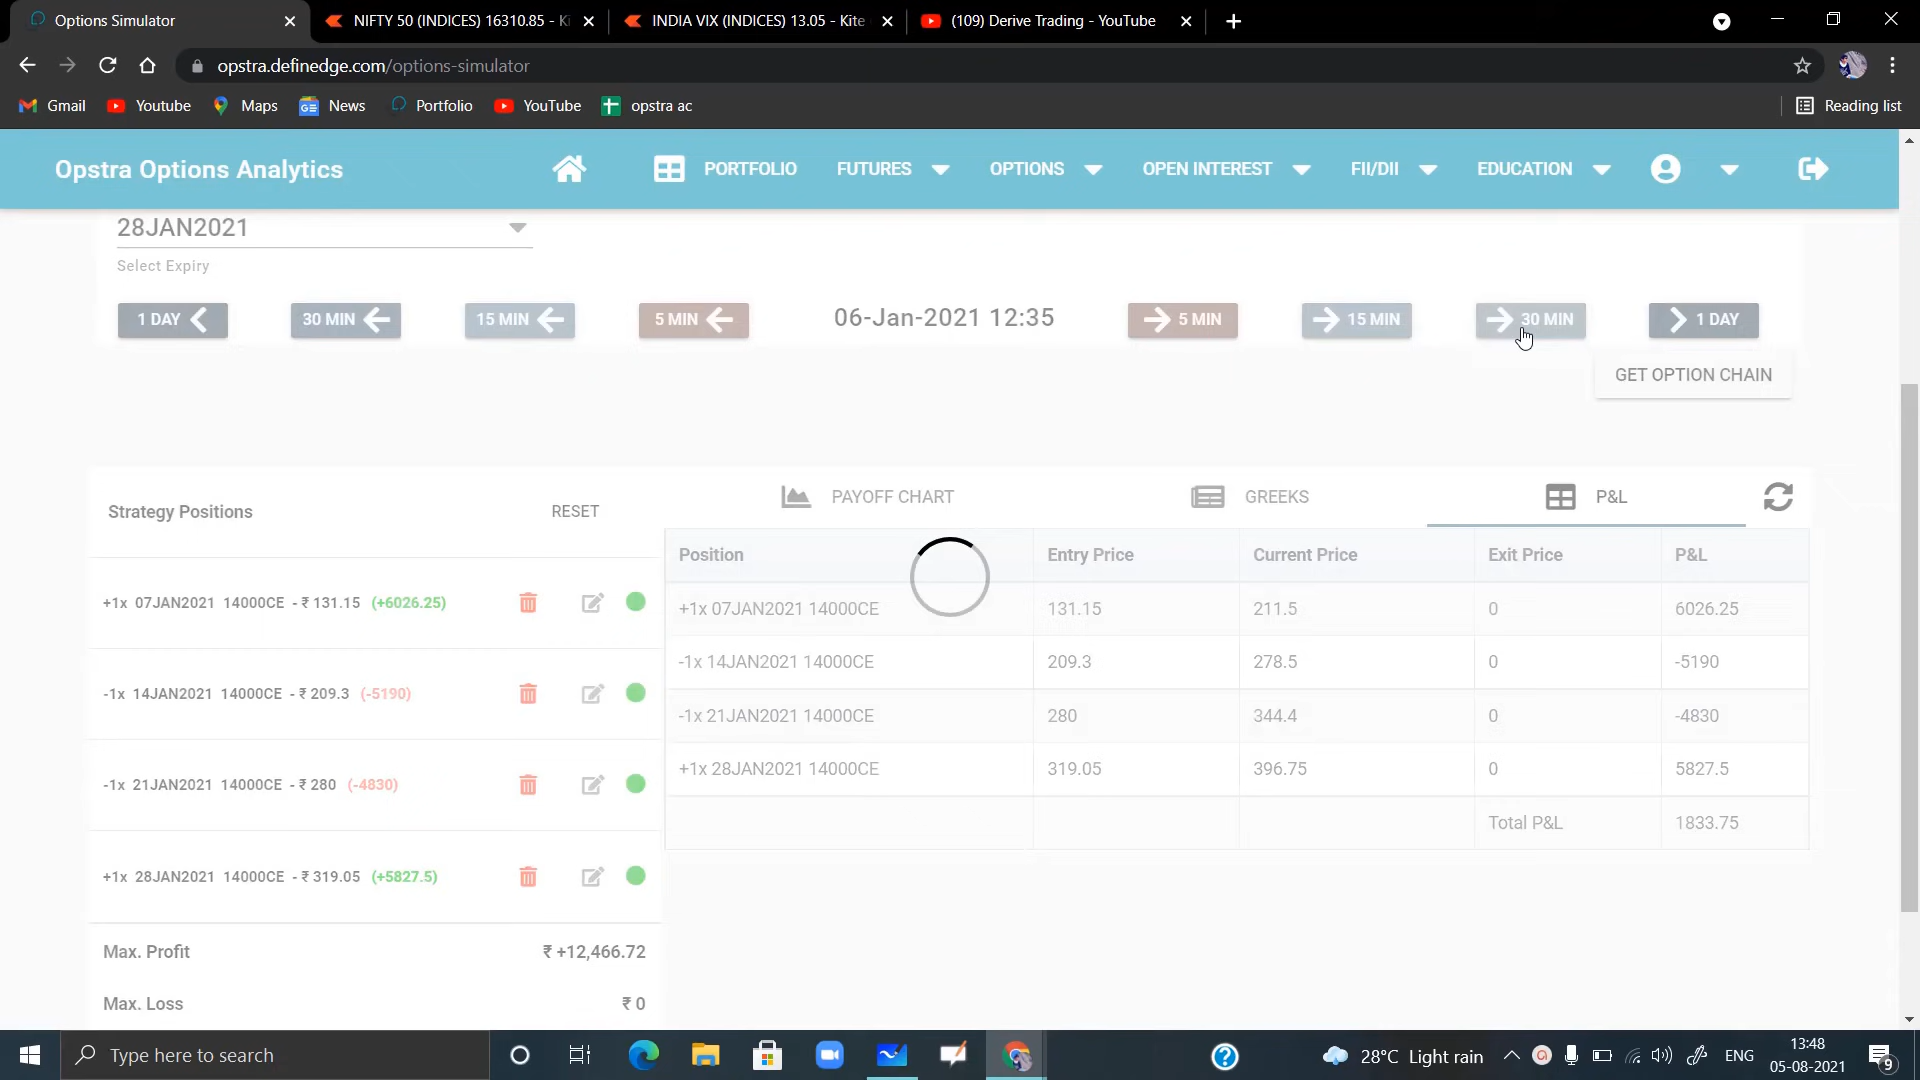 Options Simulator
NIFTY 50 (INDICES) 16310.85 - Ki
INDIA VIX (INDICES) 13.05 - Kite
(109) Derive Trading - YouTube
opstra.definedge.com/options-simulator
Gmail
Youtube
Maps
News
Portfolio
YouTube
opstra ac
Reading list
Opstra Options Analytics
PORTFOLIO
FUTURES
OPTIONS
OPEN INTEREST
FII/DII
EDUCATION
28JAN2021
Select Expiry
1 DAY
30 MIN
15 MIN
5 MIN
06-Jan-2021 12:35
5 MIN
15 MIN
30 MIN
1 DAY
GET OPTION CHAIN
Strategy Positions
RESET
+1x 07JAN2021 14000CE - ₹ 131.15 (+6026.25)
-1x 14JAN2021 14000CE - ₹ 209.3 (-5190)
-1x 21JAN2021 14000CE - ₹ 280 (-4830)
+1x 28JAN2021 14000CE - ₹ 319.05 (+5827.5)
Max. Profit ₹ +12,466.72
Max. Loss ₹ 0
PAYOFF CHART
GREEKS
P&L
Position Entry Price Current Price Exit Price P&L
+1x 07JAN2021 14000CE 131.15 211.5 0 6026.25
-1x 14JAN2021 14000CE 209.3 278.5 0 -5190
-1x 21JAN2021 14000CE 280 344.4 0 -4830
+1x 28JAN2021 14000CE 319.05 396.75 0 5827.5
Total P&L 1833.75
Type here to search
28°C Light rain
ENG
13:48
05-08-2021
9